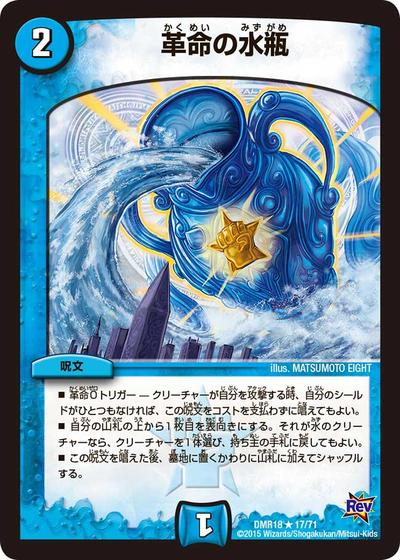 2
かくめい みずがめ
革命の水瓶
呪文
illus. MATSUMOTO EIGHT
■ 革命0トリガー ― クリーチャーが自分を攻撃する時、自分のシール
ドがひとつもなければ、この呪文をコストを支払わずに唱えてもよい。
■ 自分の山札の上から1枚目を表向きにする。それが水のクリ
ーチャーなら、クリーチャーを1体選び、持ち主の手札に戻してもよい。
■ この呪文を唱えた後、墓地に置くかわりに山札に加えてシャッフル
する。
1
Rev
DMR18 ★ 17/71
©2015 Wizards/Shogakukan/Mitsui-Kids